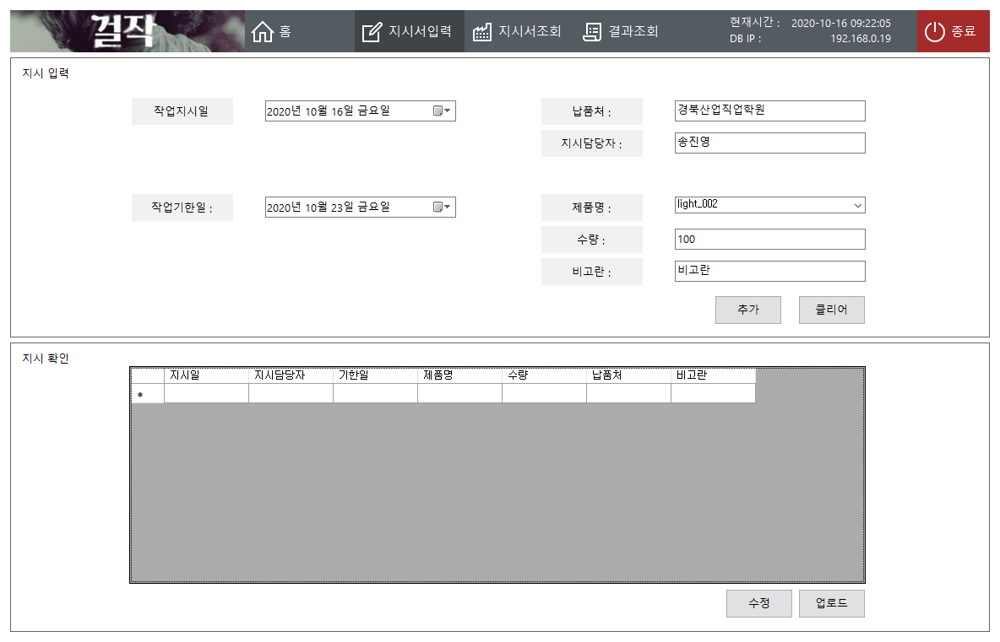 걸작
홈
지시서입력
지시서조회
결과조회
현재시간 : 2020-10-16 09:22:05
DB IP : 192.168.0.19
종료
지시 입력
작업지시일 2020년 10월 16일 금요일
납품처 : 경북산업직업학원
지시담당자 : 송진영
작업기한일 : 2020년 10월 23일 금요일
제품명 : light_002
수량 : 100
비고란 : 비고란
추가 클리어
지시 확인
지시일 지시담당자 기한일 제품명 수량 납품처 비고란
수정 업로드